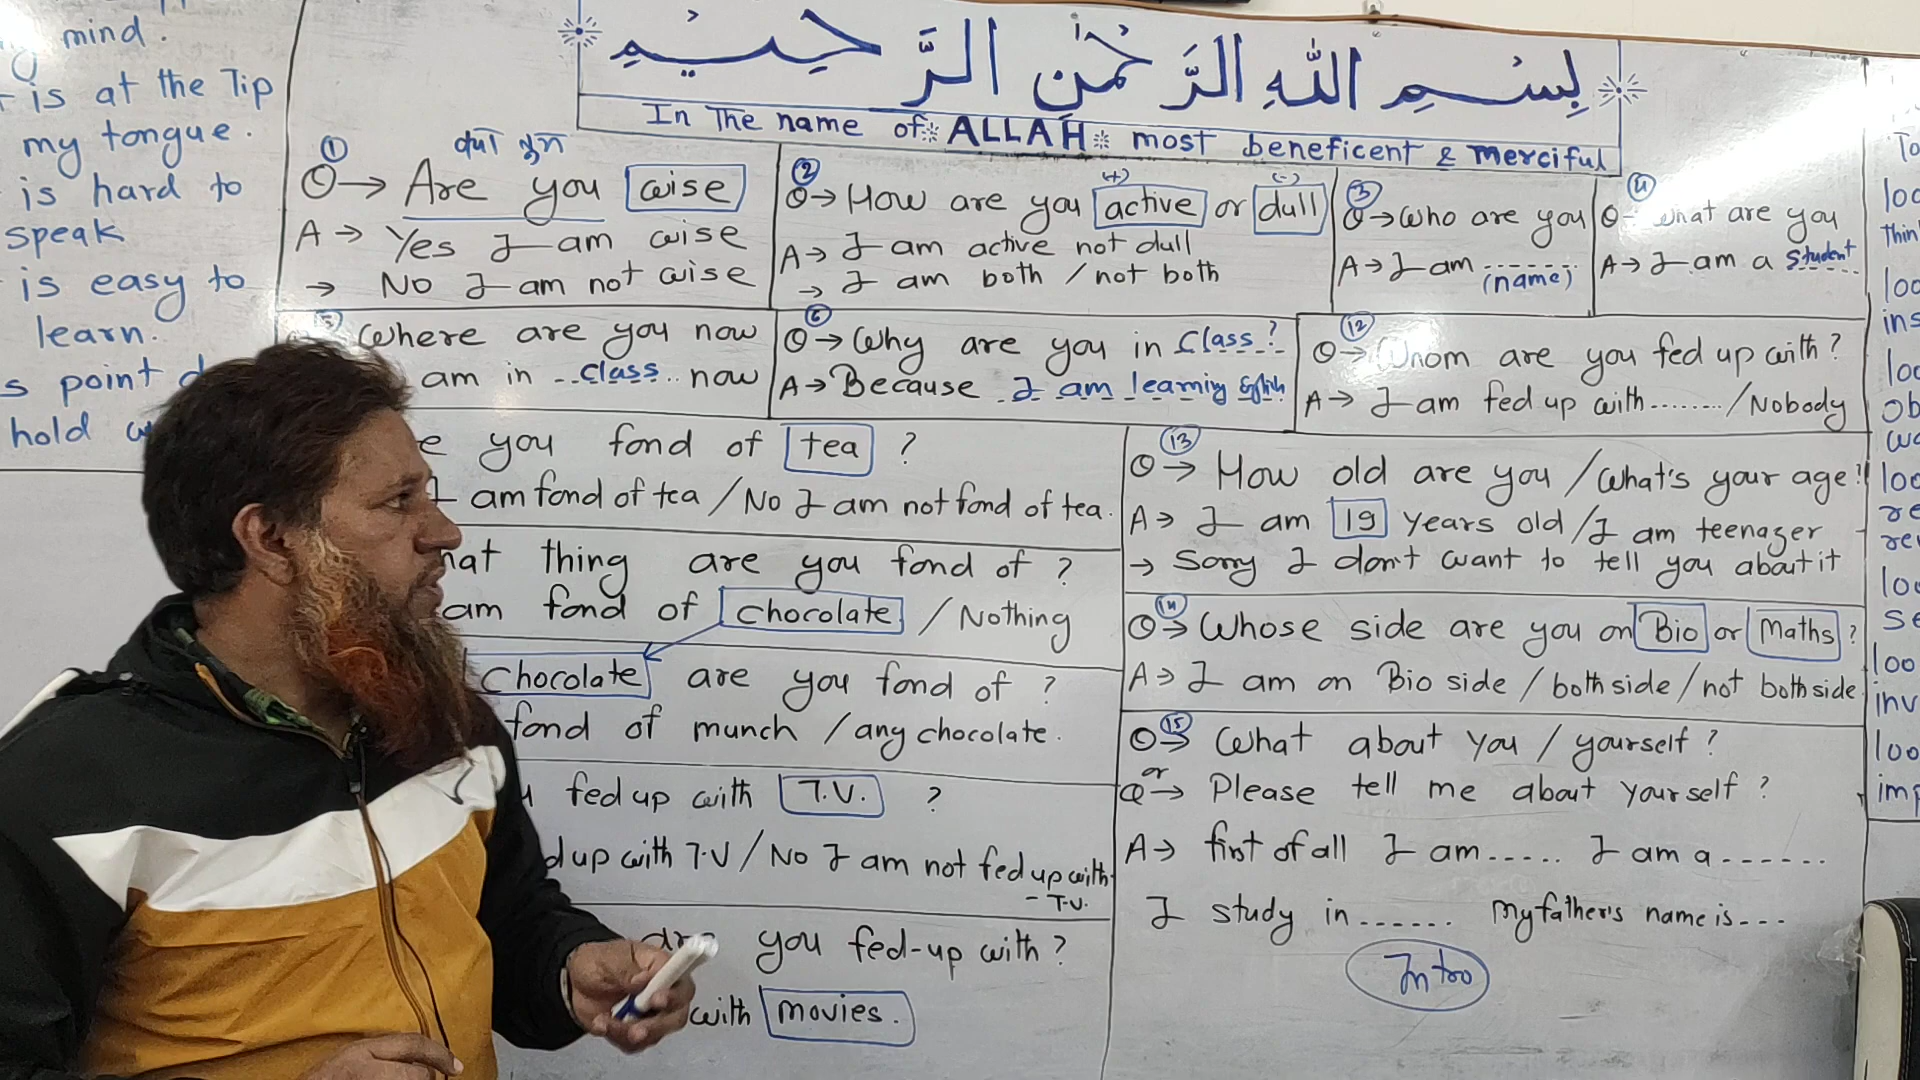 mind.
is at the Tip
my tongue.
is hard to
speak
is easy to
learn.
point
hold
بِسْمِ اللّٰهِ الرَّحْمٰنِ الرَّحِيْمِ
In The name of ALLAH most beneficent & merciful
①
Q→ Are you wise
A→ Yes I am wise
→ No I am not wise
②
(+) (-)
Q→ How are you active or dull
A→ I am active not dull
→ I am both / not both
③
Q→ Who are you
A→ I am ........
(name)
④
Q- What are you
A→ I am a student
⑤
Where are you now
am in ..class.. now
⑥
Q→ Why are you in class?
A→ Because I am learning English
you fond of tea ?
I am fond of tea / No I am not fond of tea.
thing are you fond of ?
am fond of chocolate / Nothing
chocolate are you fond of ?
fond of munch / any chocolate.
fed up with T.V. ?
up with T.V / No I am not fed up with
- T.V.
are you fed-up with ?
with movies.
⑫
Q→ Whom are you fed up with ?
A→ I am fed up with ........ / Nobody
⑬
Q→ How old are you / What's your age ?
A→ I am 19 years old / I am teenager
→ Sorry I don't want to tell you about it
⑭
Q→ Whose side are you on Bio or Maths ?
A→ I am on Bio side / both side / not both side
⑮
Q→ What about you / yourself ?
or
Q→ Please tell me about yourself ?
A→ first of all I am ..... I am a ------
I study in ------. My father's name is ---
Intro
To